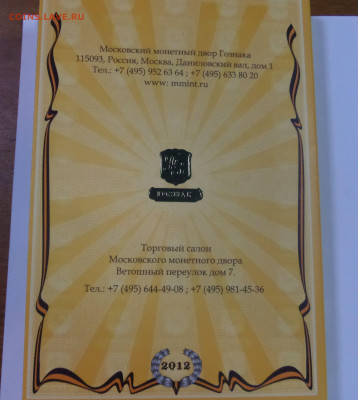 COINSS.SU
Московский монетный двор Гознака
115093, Россия, Москва, Даниловский вал, дом 1
Тел.: +7 (495) 952 63 64 ; +7 (495) 633 80 20
www: mmint.ru
Торговый салон
Московского монетного двора
Ветошный переулок дом 7.
Тел.: +7 (495) 644-49-08 ; +7 (495) 981-45-36
2012